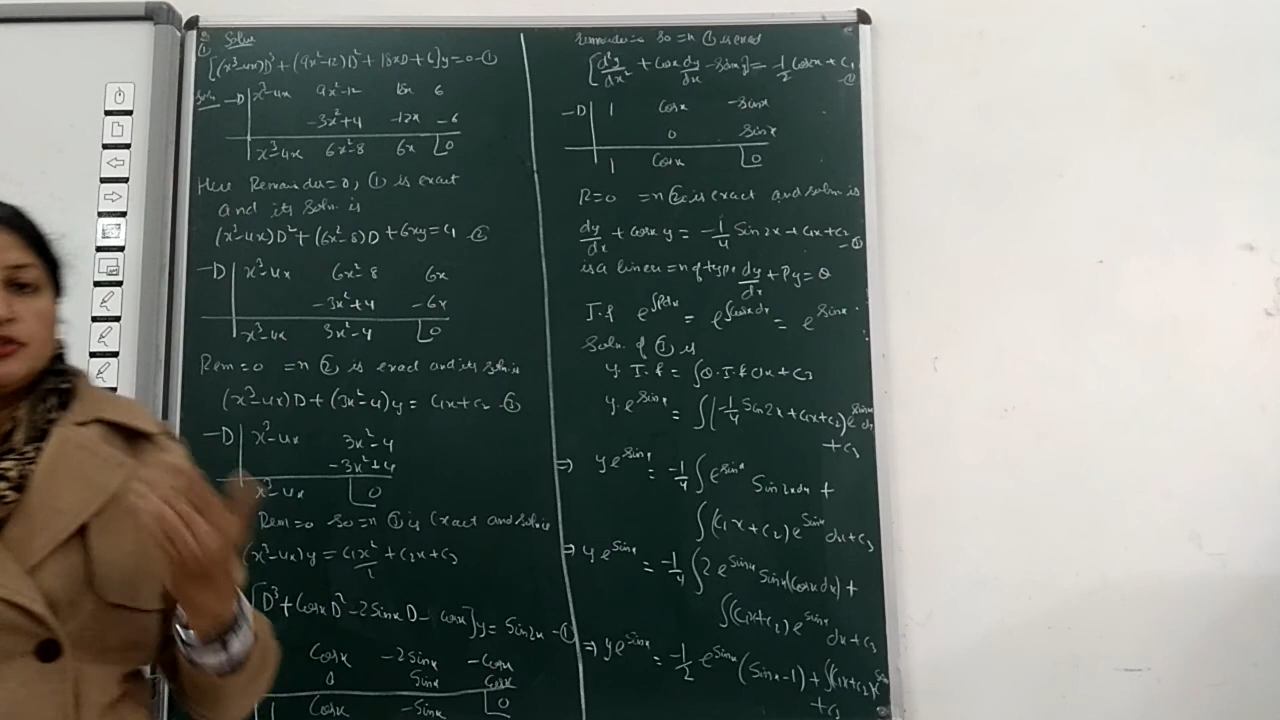 Solve
① [(x³-4x)D³ + (9x²-12)D² + 18xD + 6]y = 0 -①
Soln -D | x³-4x 9x²-12 18x 6
-3x²+4 -12x -6
x³-4x 6x²-8 6x 0
Here Remainder=0, ① is exact
and its Soln. is
(x³-4x)D² + (6x²-8)D + 6xy = C₁ -②
-D | x³-4x 6x²-8 6x
-3x²+4 -6x
x³-4x 3x²-4 0
Rem=0 =n ② is exact and its soln is
(x³-4x)D + (3x²-4)y = C₁x+C₂ -③
-D | x³-4x 3x²-4
-3x²+4
x³-4x 0
Rem=0 so =n ③ is Exact and soln is
(x³-4x)y = C₁x²/2 + C₂x + C₃
[D³ + Cosx D² - 2Sinx D - Cosx]y = Sin2x -①
Cosx -2Sinx -Cosx
0 Sinx Cosx
1 Cosx -Sinx 0
Remainder=0 so =n ① is exact
[d²y/dx² + Cosx dy/dx - Sinx y] = -1/2 Cos2x + C₁ -②
-D | 1 Cosx -Sinx
0 Sinx
1 Cosx 0
R=0 =n ② is exact and soln is
dy/dx + Cosx y = -1/4 Sin 2x + C₁x + C₂ -③
is a linear =n of type dy/dx + Py = Q
I.f e^∫Pdx = e^∫Cosx dx = e^Sinx
Soln. of ③ is
y. I.f = ∫Q. I.f dx + C₃
y. e^Sinx = ∫(-1/4 Sin2x + C₁x + C₂) e^Sinx dx
+ C₃
⇒ y e^Sinx = -1/4 ∫ e^Sinx Sin2x dx +
∫(C₁x + C₂) e^Sinx dx + C₃
⇒ y e^Sinx = -1/4 ∫ 2 e^Sinx Sinx (Cosx dx) +
∫(C₁x + C₂) e^Sinx dx + C₃
⇒ y e^Sinx = -1/2 e^Sinx (Sinx - 1) + ∫(C₁x + C₂) e^Sinx
+ C₃